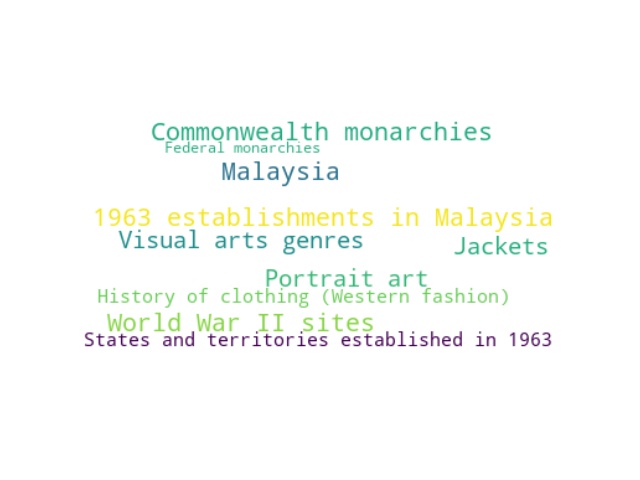 Commonwealth monarchies
Federal monarchies
Malaysia
1963 establishments in Malaysia
Visual arts genres
Jackets
Portrait art
History of clothing (Western fashion)
World War II sites
States and territories established in 1963